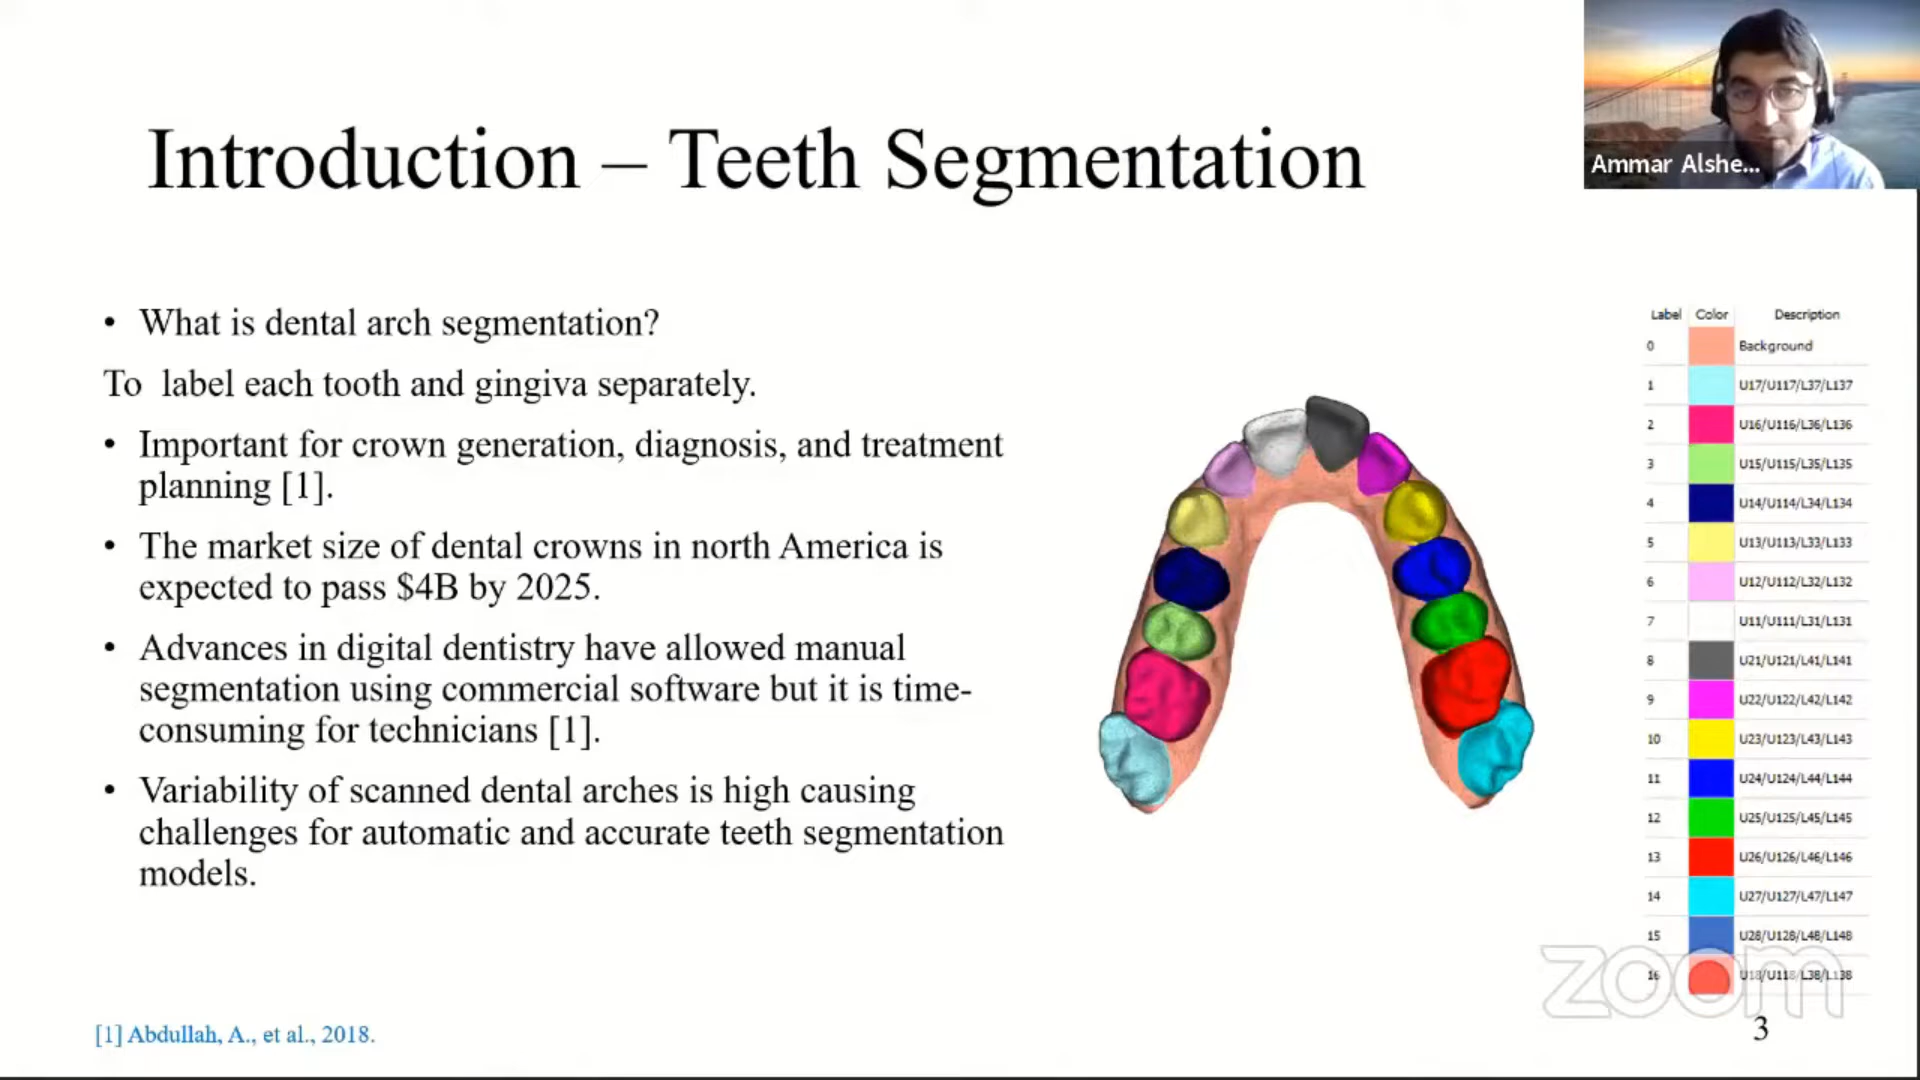 Introduction – Teeth Segmentation
Ammar Alshe...
• What is dental arch segmentation?
To label each tooth and gingiva separately.
• Important for crown generation, diagnosis, and treatment
planning [1].
• The market size of dental crowns in north America is
expected to pass $4B by 2025.
• Advances in digital dentistry have allowed manual
segmentation using commercial software but it is time-
consuming for technicians [1].
• Variability of scanned dental arches is high causing
challenges for automatic and accurate teeth segmentation
models.
Label Color Description
0 Background
1 U17/U117/L37/L137
2 U16/U116/L36/L136
3 U15/U115/L35/L135
4 U14/U114/L34/L134
5 U13/U113/L33/L133
6 U12/U112/L32/L132
7 U11/U111/L31/L131
8 U21/U121/L41/L141
9 U22/U122/L42/L142
10 U23/U123/L43/L143
11 U24/U124/L44/L144
12 U25/U125/L45/L145
13 U26/U126/L46/L146
14 U27/U127/L47/L147
15 U28/U128/L48/L148
16 U18/U118/L38/L138
zoom
[1] Abdullah, A., et al., 2018.
3